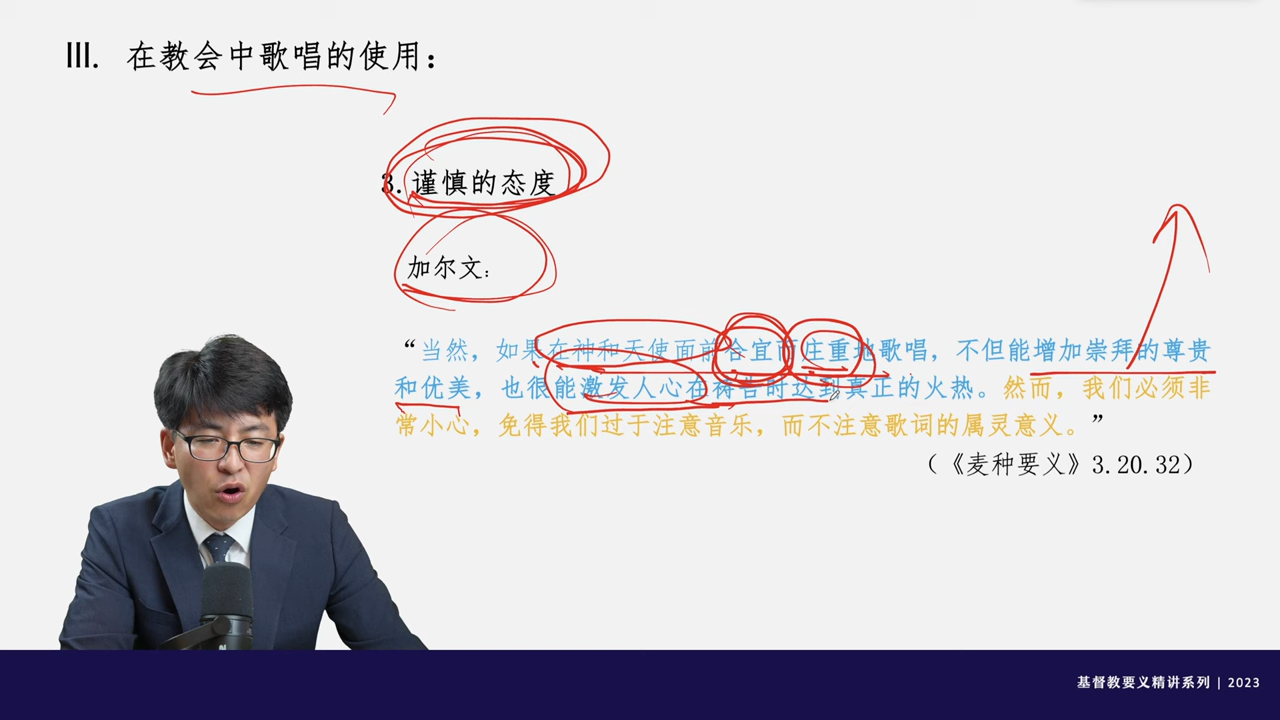 III. 在教会中歌唱的使用：
3. 谨慎的态度
加尔文：
“当然，如果在神和天使面前合宜而庄重地歌唱，不但能增加崇拜的尊贵
和优美，也很能激发人心在祷告时达到真正的火热。然而，我们必须非
常小心，免得我们过于注意音乐，而不注意歌词的属灵意义。”
（《麦种要义》3.20.32）
基督教要义精讲系列 | 2023